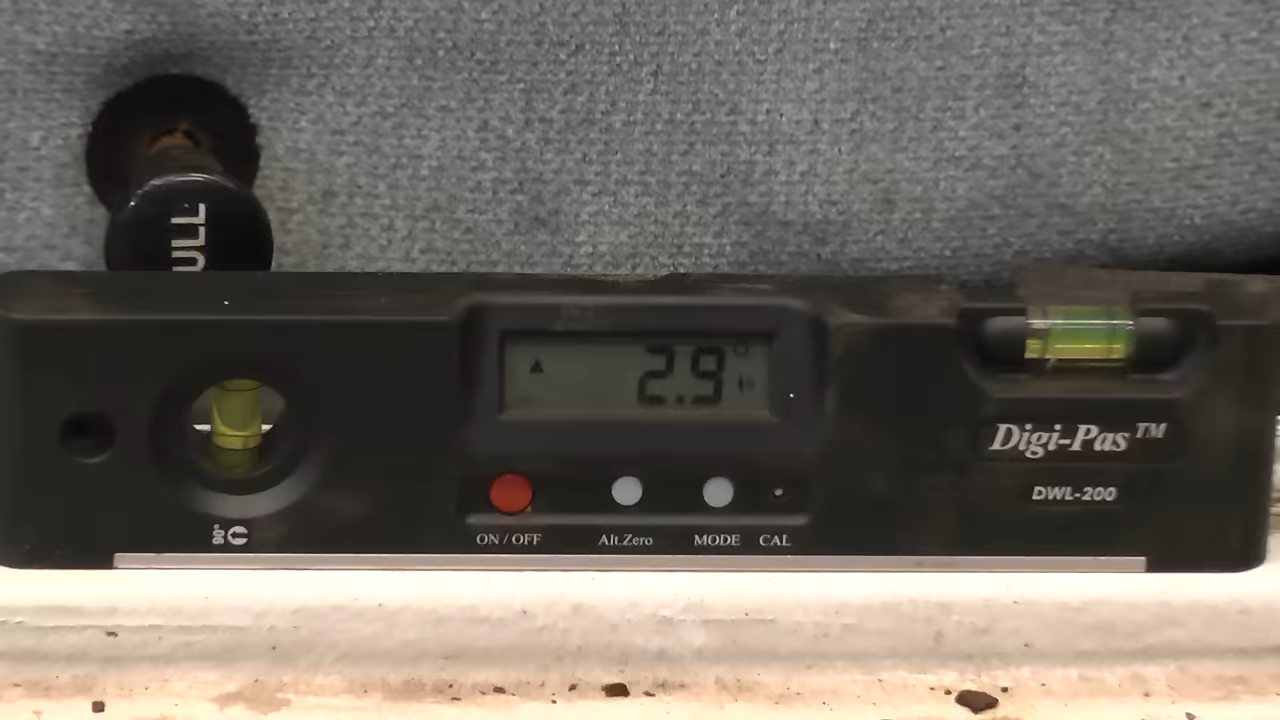 ULL
2.9°
Digi-Pas™
DWL-200
ON / OFF
Alt.Zero
MODE
CAL
90°